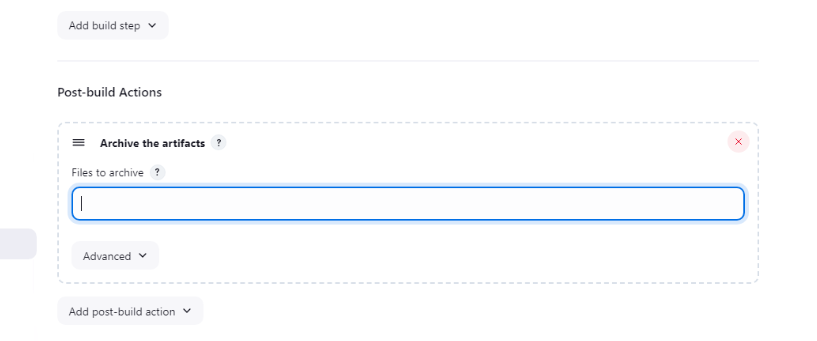 Add build step
Post-build Actions
Archive the artifacts ?
Files to archive ?
Advanced
Add post-build action